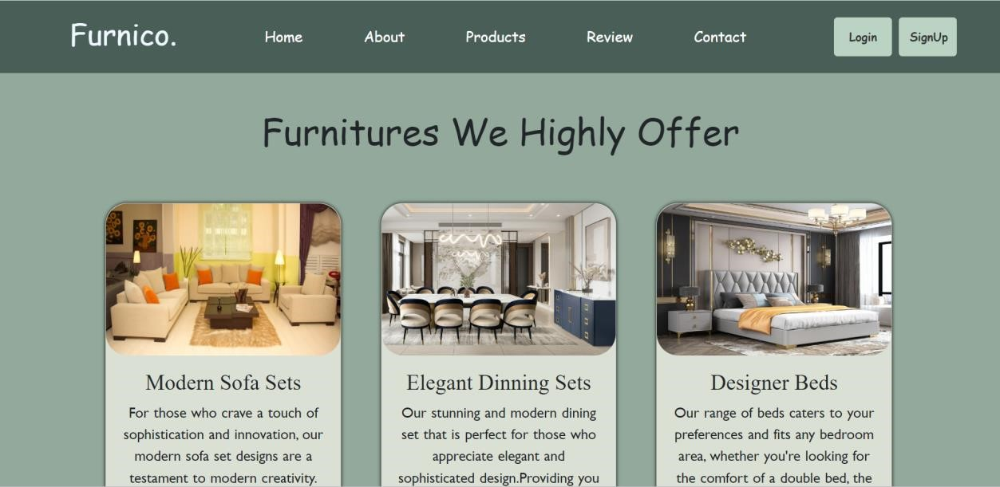 Furnico.
Home About Products Review Contact
Login SignUp
Furnitures We Highly Offer
Modern Sofa Sets
For those who crave a touch of
sophistication and innovation, our
modern sofa set designs are a
testament to modern creativity.
Elegant Dinning Sets
Our stunning and modern dining
set that is perfect for those who
appreciate elegant and
sophisticated design.Providing you
Designer Beds
Our range of beds caters to your
preferences and fits any bedroom
area, whether you're looking for
the comfort of a double bed, the